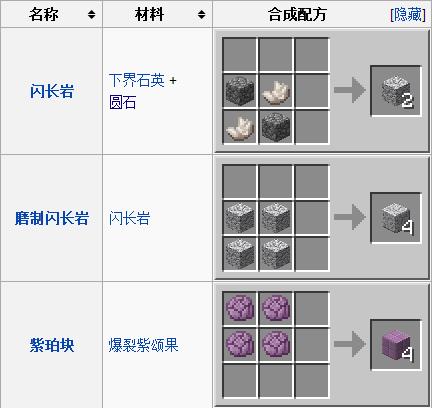 名称 材料 合成配方 [隐藏]
闪长岩 下界石英 + 2
圆石
磨制闪长岩 闪长岩 4
紫珀块 爆裂紫颂果 4